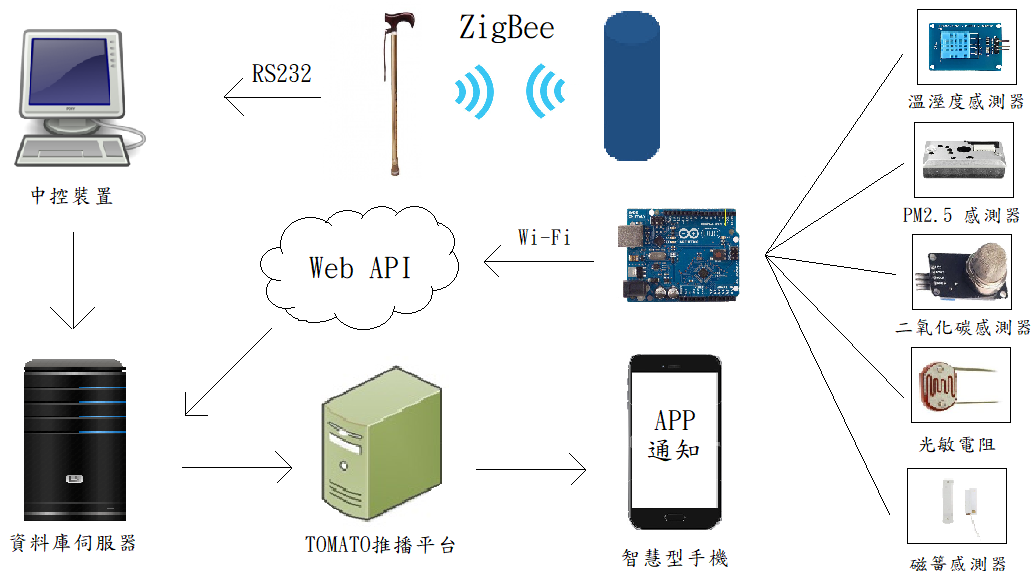 ZigBee
RS232
溫溼度感測器
中控裝置
PM2.5 感測器
Wi-Fi
Web API
二氧化碳感測器
APP
通知
光敏電阻
資料庫伺服器
TOMATO推播平台
智慧型手機
磁簧感測器